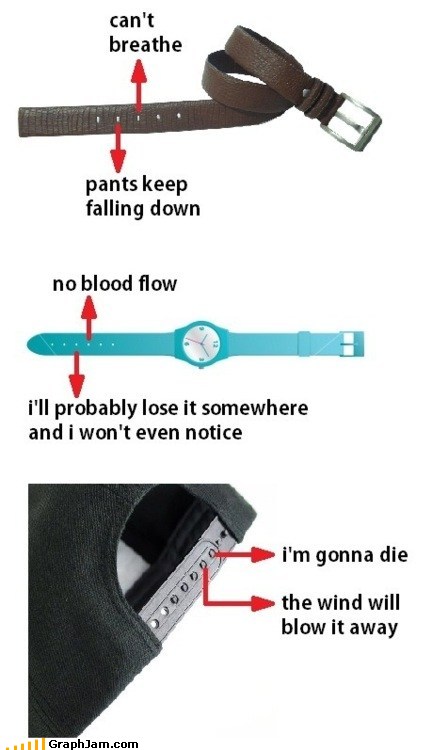 can't
breathe
pants keep
falling down
no blood flow
i'll probably lose it somewhere
and i won't even notice
i'm gonna die
the wind will
blow it away
GraphJam.com